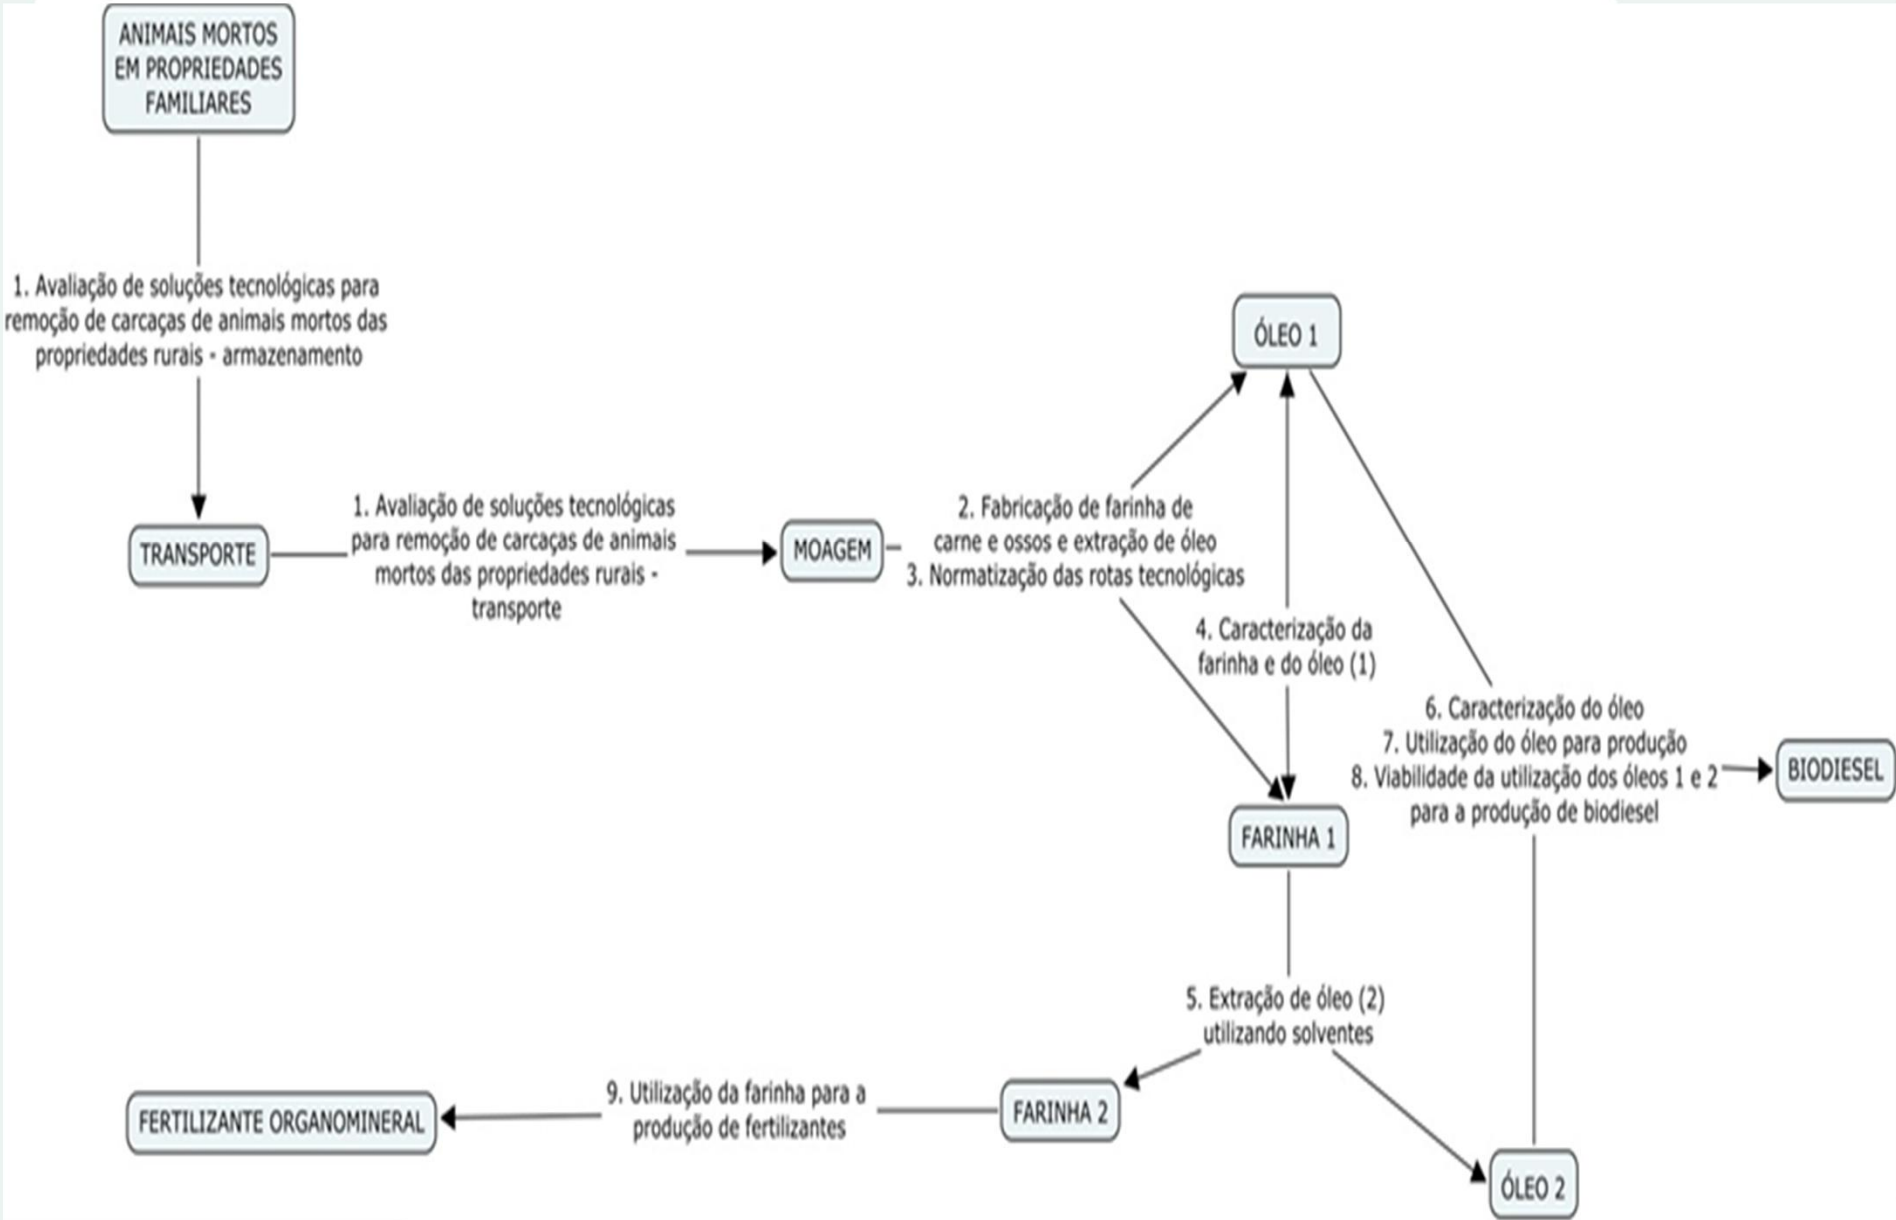 ANIMAIS MORTOS
EM PROPRIEDADES
FAMILIARES
1. Avaliação de soluções tecnológicas para
remoção de carcaças de animais mortos das
propriedades rurais - armazenamento
TRANSPORTE
1. Avaliação de soluções tecnológicas
para remoção de carcaças de animais
mortos das propriedades rurais -
transporte
MOAGEM
2. Fabricação de farinha de
carne e ossos e extração de óleo
3. Normatização das rotas tecnológicas
ÓLEO 1
4. Caracterização da
farinha e do óleo (1)
FARINHA 1
6. Caracterização do óleo
7. Utilização do óleo para produção
8. Viabilidade da utilização dos óleos 1 e 2
para a produção de biodiesel
BIODIESEL
5. Extração de óleo (2)
utilizando solventes
FARINHA 2
9. Utilização da farinha para a
produção de fertilizantes
FERTILIZANTE ORGANOMINERAL
ÓLEO 2